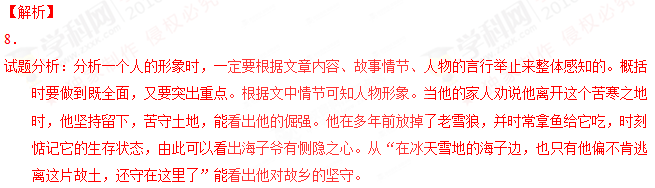 【解析】
8．
试题分析：分析一个人的形象时，一定要根据文章内容、故事情节、人物的言行举止来整体感知的。概括
时要做到既全面，又要突出重点。根据文中情节可知人物形象。当他的家人劝说他离开这个苦寒之地
时，他坚持留下，苦守土地，能看出他的倔强。他在多年前放掉了老雪狼，并时常拿鱼给它吃，时刻
惦记它的生存状态，由此可以看出海子爷有恻隐之心。从“在冰天雪地的海子边，也只有他偏不肯逃
离这片故土，还守在这里了”能看出他对故乡的坚守。